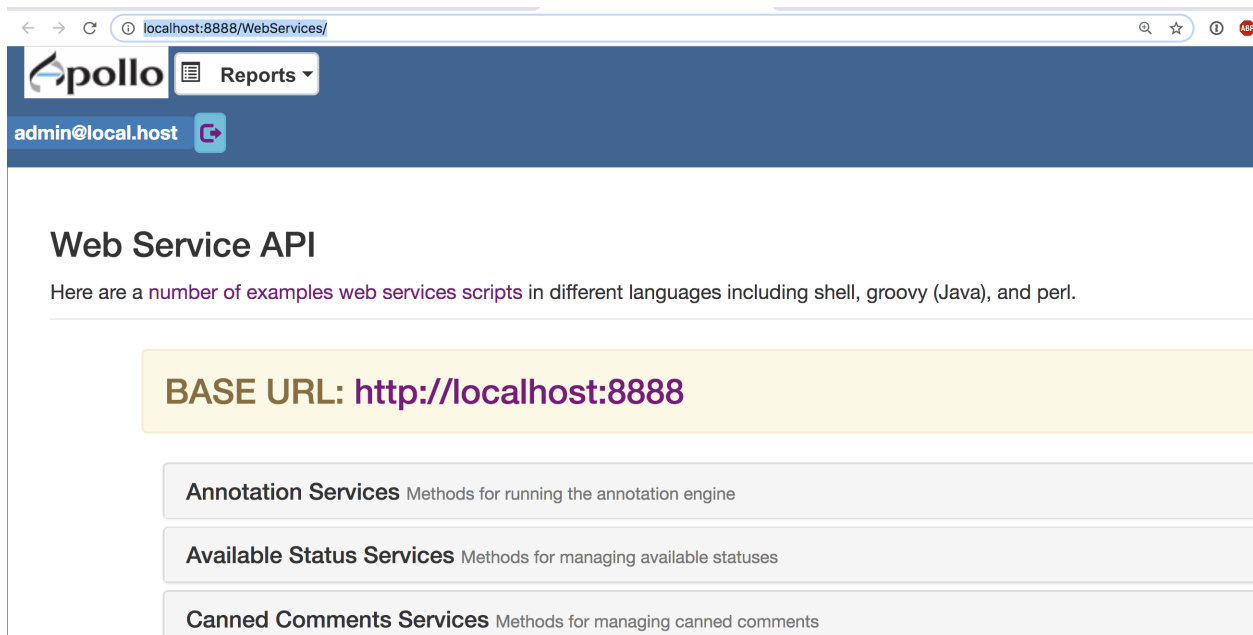 localhost:8888/WebServices/
ABP
Apollo
Reports
admin@local.host
Web Service API
Here are a number of examples web services scripts in different languages including shell, groovy (Java), and perl.
BASE URL: http://localhost:8888
Annotation Services Methods for running the annotation engine
Available Status Services Methods for managing available statuses
Canned Comments Services Methods for managing canned comments